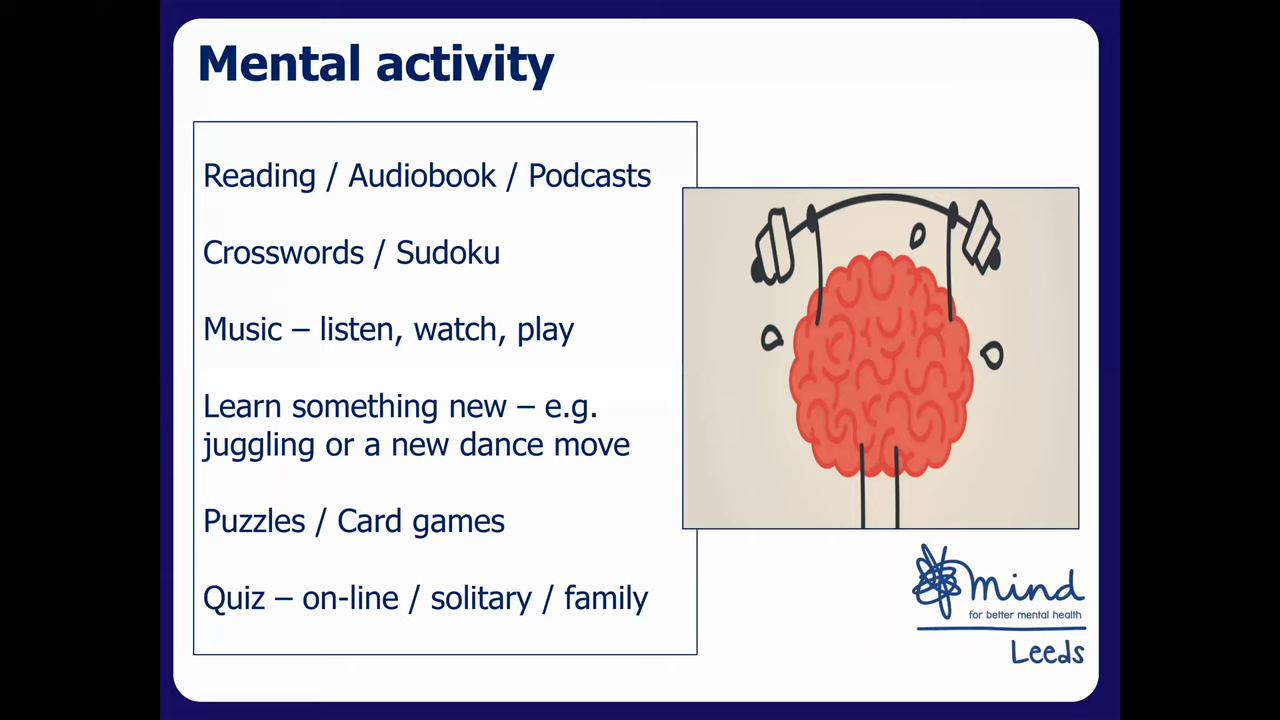 Mental activity
Reading / Audiobook / Podcasts
Crosswords / Sudoku
Music – listen, watch, play
Learn something new – e.g.
juggling or a new dance move
Puzzles / Card games
Quiz – on-line / solitary / family
mind
for better mental health
Leeds